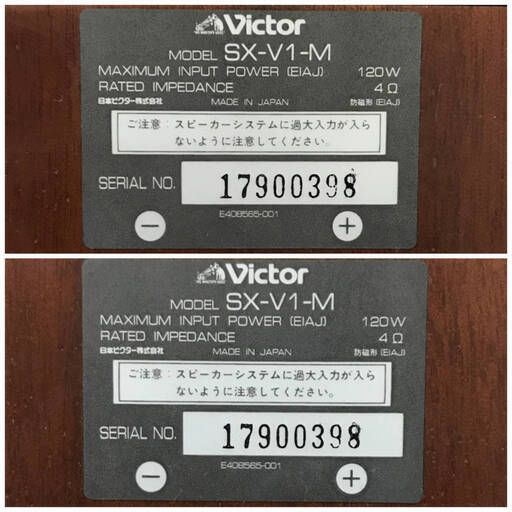 Victor
MODEL SX-V1-M
MAXIMUM INPUT POWER (EIAJ) 120W
RATED IMPEDANCE 4Ω
日本ビクター株式会社 MADE IN JAPAN 防磁形(EIAJ)
ご注意：スピーカーシステムに過大入力が入ら
ないように注意してください。
SERIAL NO. 17900398
E408565-001
− +
Victor
MODEL SX-V1-M
MAXIMUM INPUT POWER (EIAJ) 120W
RATED IMPEDANCE 4Ω
日本ビクター株式会社 MADE IN JAPAN 防磁形(EIAJ)
ご注意：スピーカーシステムに過大入力が入ら
ないように注意してください。
SERIAL NO. 17900398
E408565-001
− +